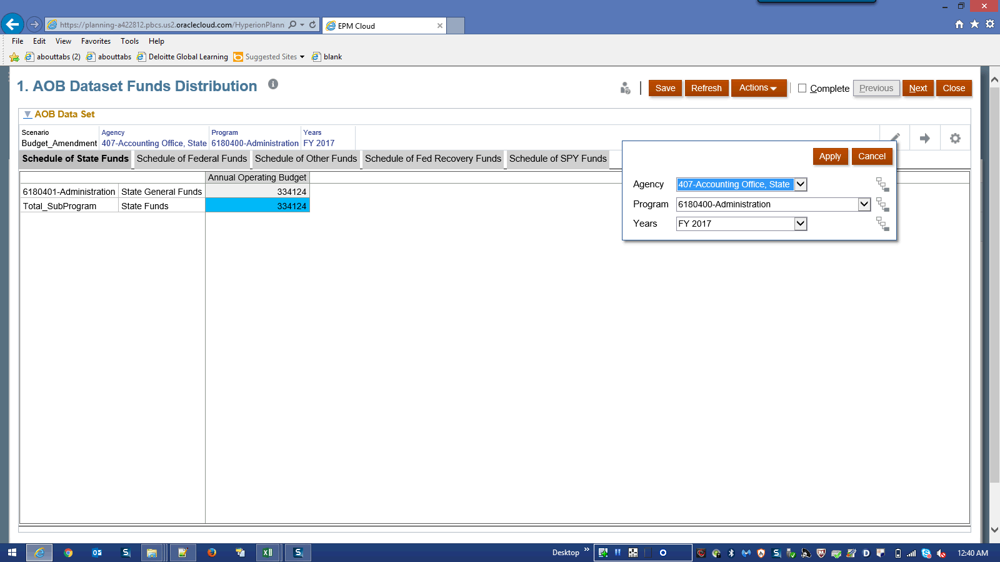 https://planning-a422812.pbcs.us2.oraclecloud.com/HyperionPlann
EPM Cloud
File Edit View Favorites Tools Help
abouttabs (2) abouttabs Deloitte Global Learning Suggested Sites blank
1. AOB Dataset Funds Distribution
Save Refresh Actions Complete Previous Next Close
AOB Data Set
Scenario Agency Program Years
Budget_Amendment 407-Accounting Office, State 6180400-Administration FY 2017
Schedule of State Funds Schedule of Federal Funds Schedule of Other Funds Schedule of Fed Recovery Funds Schedule of SPY Funds
Annual Operating Budget
6180401-Administration State General Funds 334124
Total_SubProgram State Funds 334124
Apply Cancel
Agency 407-Accounting Office, State
Program 6180400-Administration
Years FY 2017
Desktop 12:40 AM